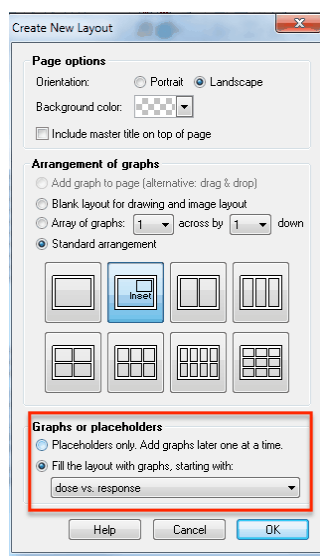 Create New Layout
Page options
Orientation: Portrait Landscape
Background color:
Include master title on top of page
Arrangement of graphs
Add graph to page (alternative: drag & drop)
Blank layout for drawing and image layout
Array of graphs: 1 across by 1 down
Standard arrangement
Inset
Graphs or placeholders
Placeholders only. Add graphs later one at a time.
Fill the layout with graphs, starting with:
dose vs. response
Help Cancel OK